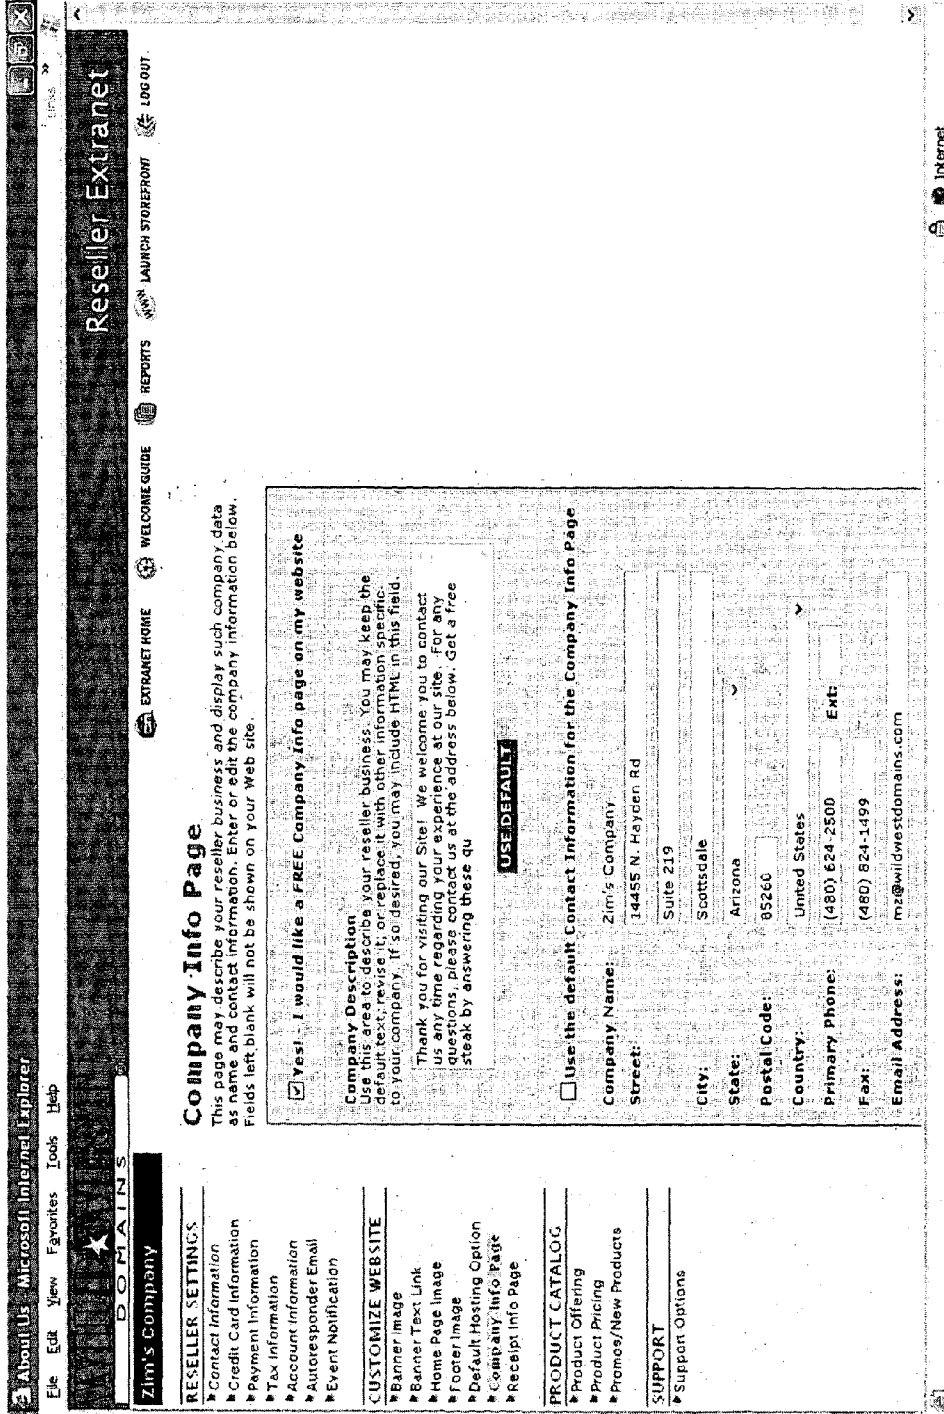 About Us - Microsoft Internet Explorer
File Edit View Favorites Tools Help
Links »
DOMAINS
Reseller Extranet
Zim's Company
EXTRANET HOME WELCOME GUIDE REPORTS WWW LAUNCH STOREFRONT LOG OUT
RESELLER SETTINGS
Contact Information
Credit Card Information
Payment Information
Tax Information
Account Information
Autoresponder Email
Event Notification
CUSTOMIZE WEBSITE
Banner Image
Banner Text Link
Home Page Image
Footer Image
Default Hosting Option
Company Info Page
Receipt Info Page
PRODUCT CATALOG
Product Offering
Product Pricing
Promos/New Products
SUPPORT
Support Options
Company Info Page
This page may describe your reseller business and display such company data
as name and contact information. Enter or edit the company information below.
Fields left blank will not be shown on your Web site.
Yes! - I would like a FREE Company Info page on my website
Company Description
Use this area to describe your reseller business. You may keep the
default text, revise it, or replace it with other information specific
to your company. If so desired, you may include HTML in this field.
Thank you for visiting our Site! We welcome you to contact
us any time regarding your experience at our site. For any
questions, please contact us at the address below. Get a free
steak by answering these qu
USE DEFAULT
Use the default Contact Information for the Company Info Page
Company Name: Zim's Company
Street: 14455 N. Hayden Rd
Suite 219
City: Scottsdale
State: Arizona
Postal Code: 85260
Country: United States
Primary Phone: (480) 624-2500 Ext:
Fax: (480) 824-1499
Email Address: mz@wildwestdomains.com
Internet